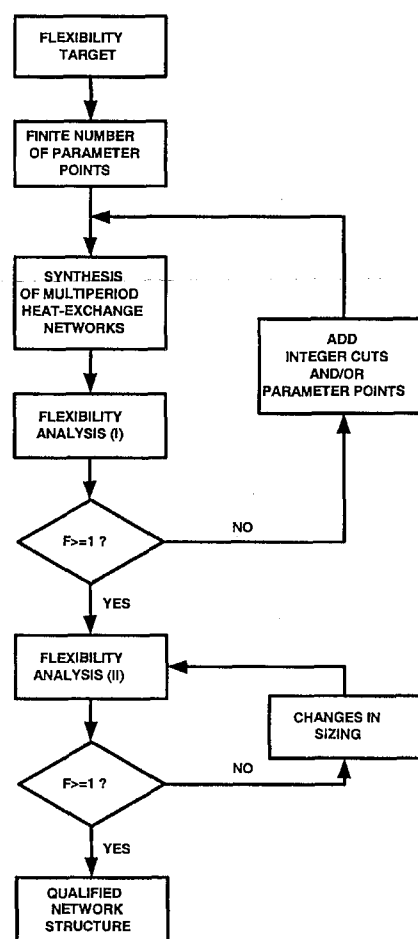 FLEXIBILITY
TARGET
FINITE NUMBER
OF PARAMETER
POINTS
SYNTHESIS
OF MULTIPERIOD
HEAT-EXCHANGE
NETWORKS
ADD
INTEGER CUTS
AND/OR
PARAMETER POINTS
FLEXIBILITY
ANALYSIS (I)
F>=1 ?
NO
YES
FLEXIBILITY
ANALYSIS (II)
CHANGES IN
SIZING
F>=1 ?
NO
YES
QUALIFIED
NETWORK
STRUCTURE